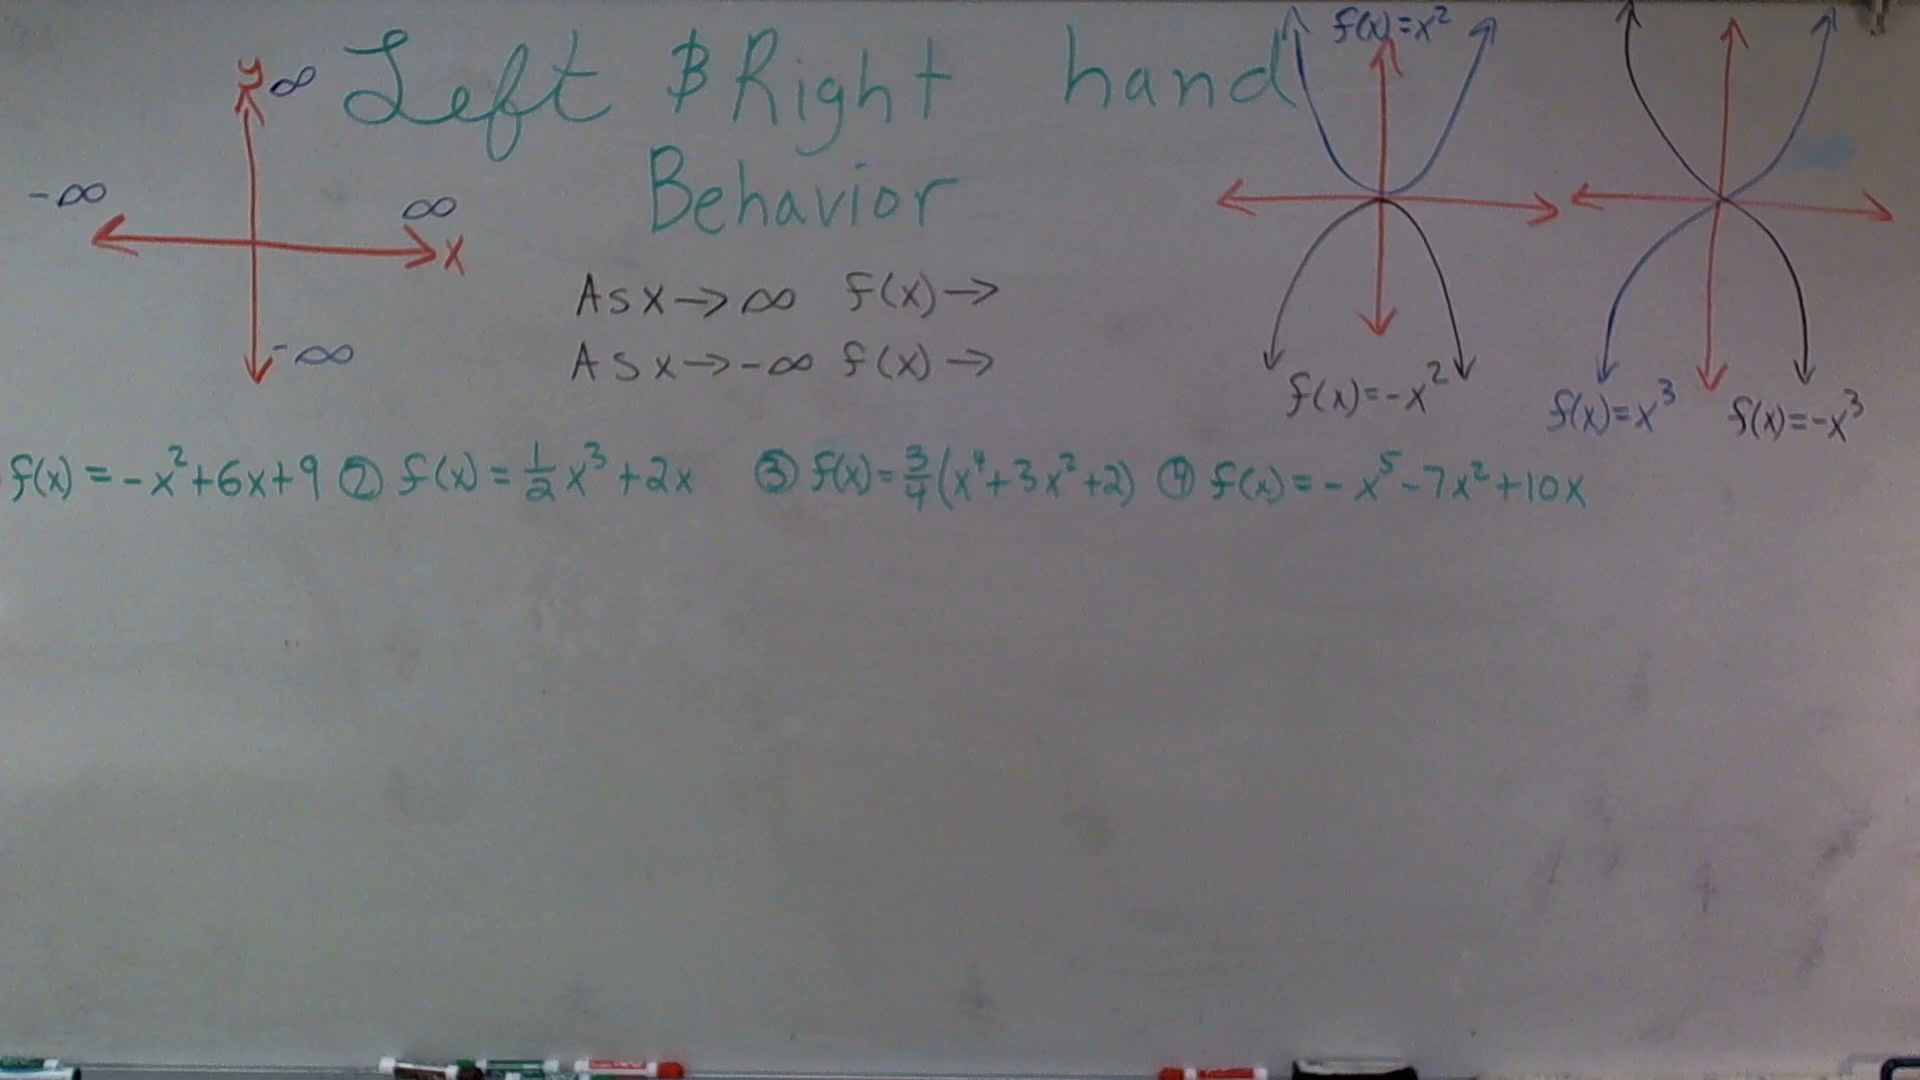 Left & Right hand
Behavior
y ∞
-∞
∞
x
-∞
As x→∞ f(x)→
As x→-∞ f(x)→
f(x)=x²
f(x)=-x²
f(x)=x³
f(x)=-x³
f(x)=-x²+6x+9 ② f(x)=½x³+2x ③ f(x)=¾(x⁴+3x²+2) ④ f(x)=-x⁵-7x²+10x